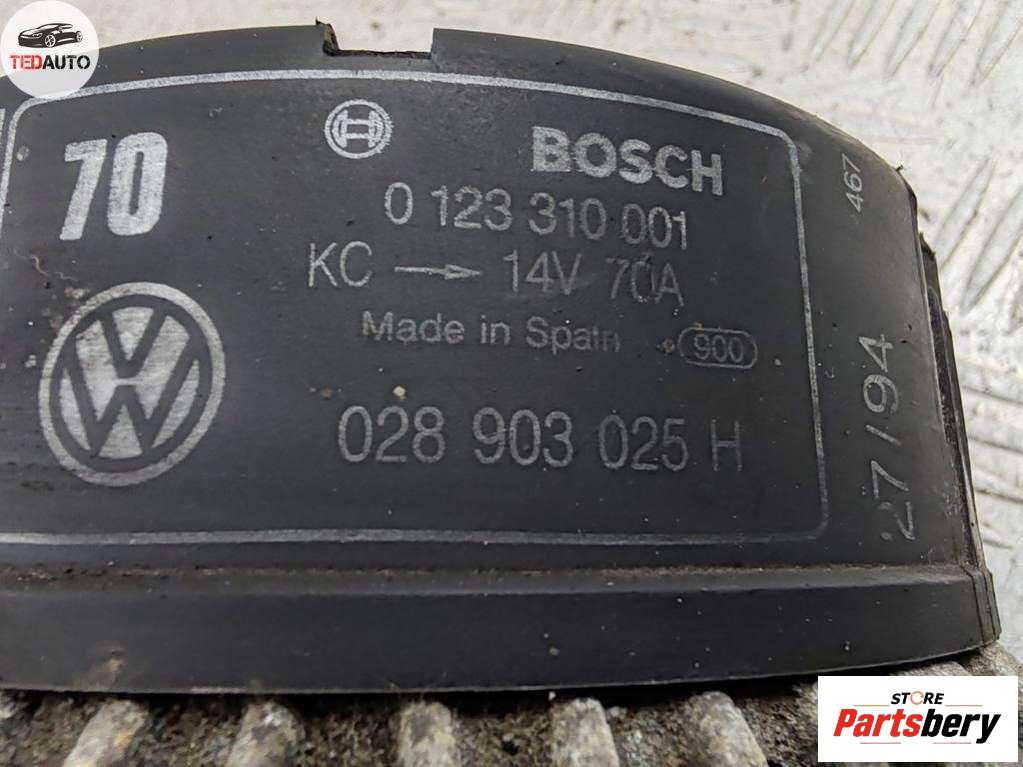 TEDAUTO
70
BOSCH
0 123 310 001
KC → 14V 70A
Made in Spain 900
028 903 025 H
467
27/94
VW
STORE
Partsbery